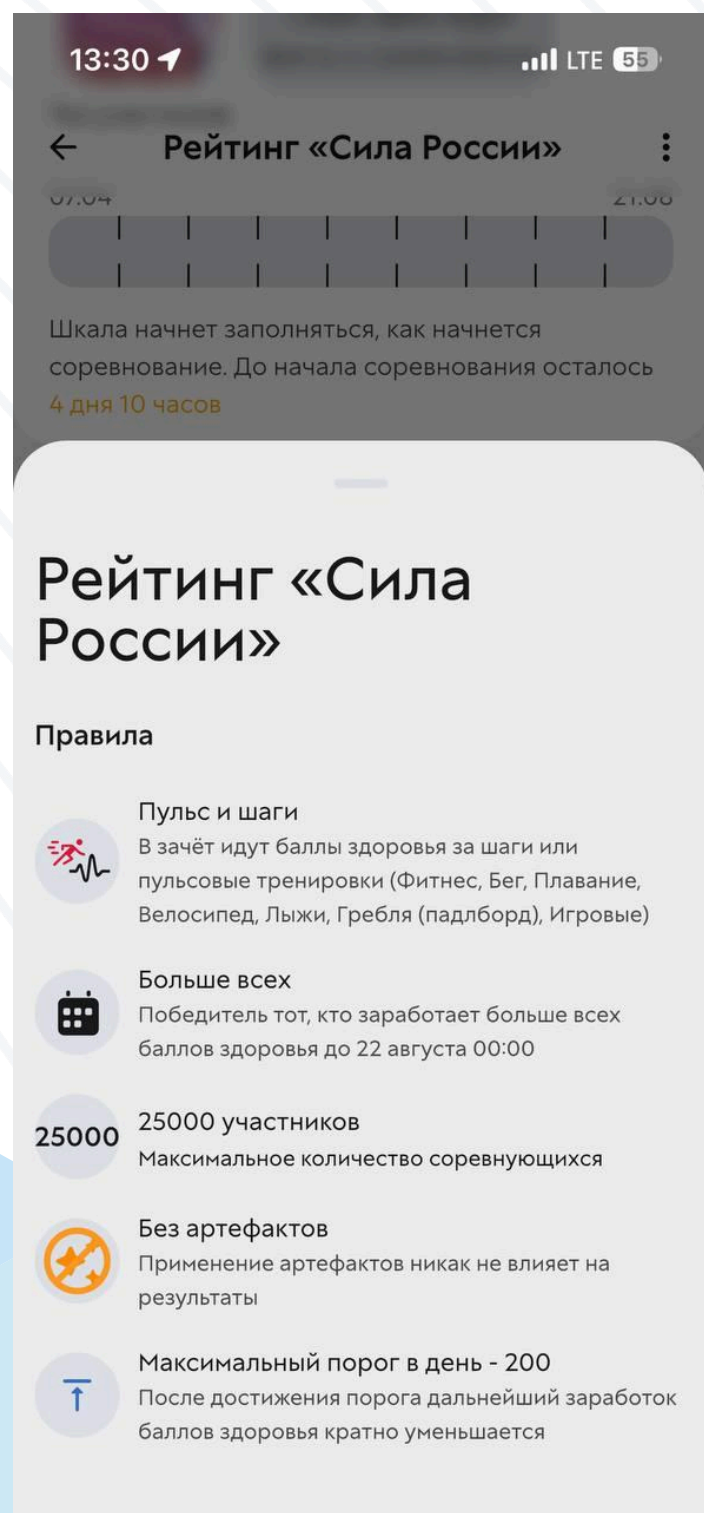 13:30
LTE 55
Рейтинг «Сила России»
07.04 21.08
Шкала начнет заполняться, как начнется
соревнование. До начала соревнования осталось
4 дня 10 часов
Рейтинг «Сила
России»
Правила
Пульс и шаги
В зачёт идут баллы здоровья за шаги или
пульсовые тренировки (Фитнес, Бег, Плавание,
Велосипед, Лыжи, Гребля (падлборд), Игровые)
Больше всех
Победитель тот, кто заработает больше всех
баллов здоровья до 22 августа 00:00
25000
25000 участников
Максимальное количество соревнующихся
Без артефактов
Применение артефактов никак не влияет на
результаты
Максимальный порог в день - 200
После достижения порога дальнейший заработок
баллов здоровья кратно уменьшается